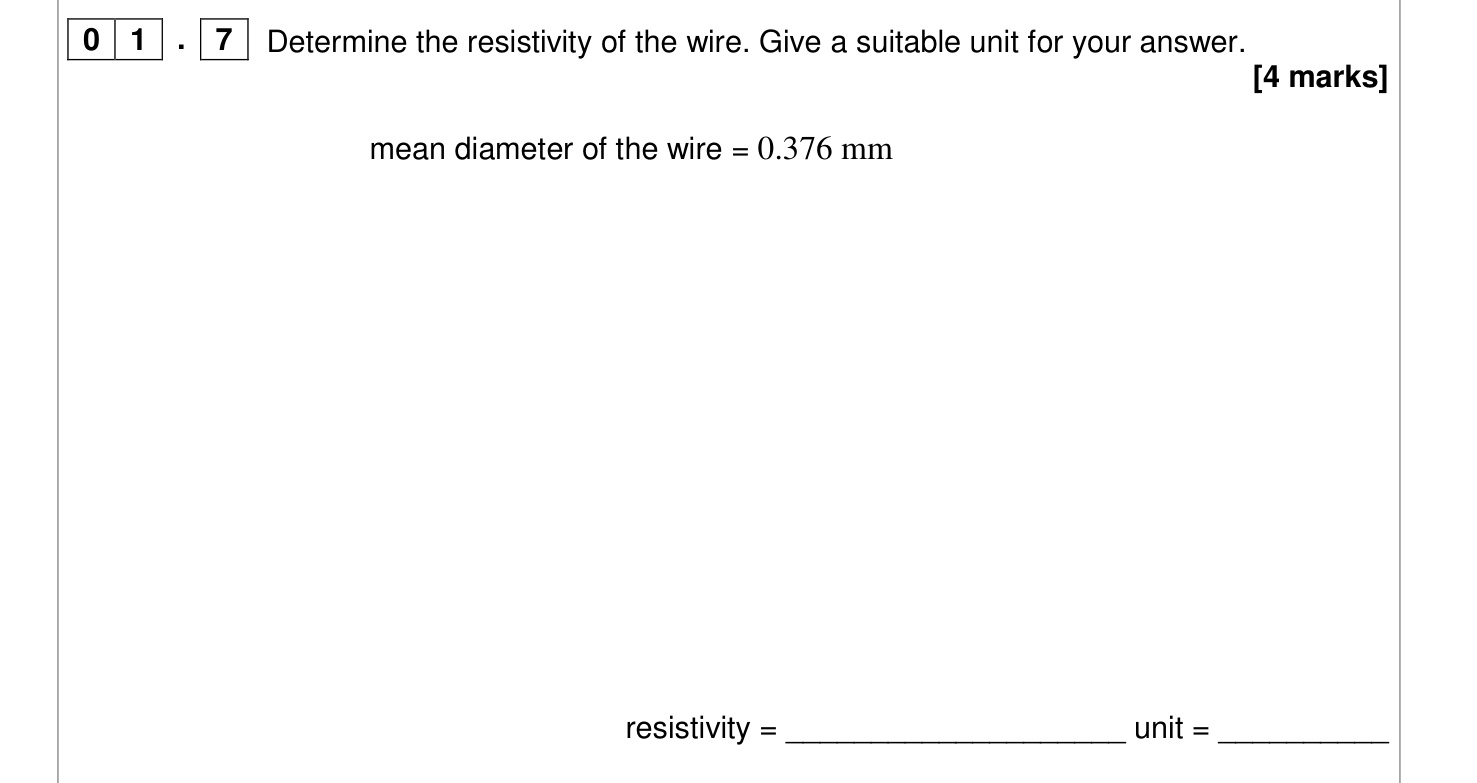 0 1 . 7 Determine the resistivity of the wire. Give a suitable unit for your answer.
[4 marks]
mean diameter of the wire = 0.376 mm
resistivity = ____________________ unit = __________